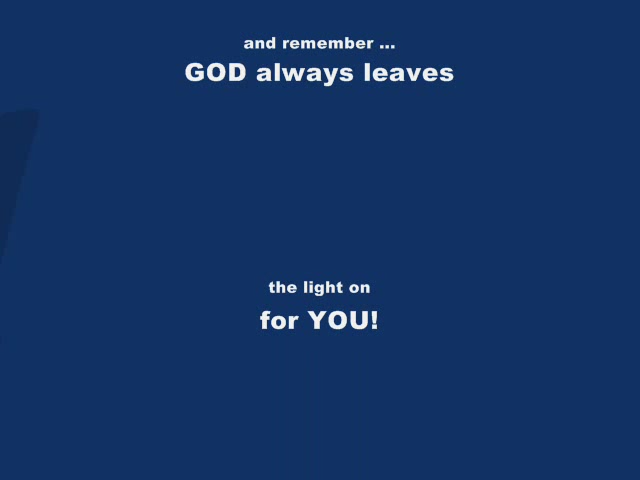 and remember ...
GOD always leaves
the light on
for YOU!